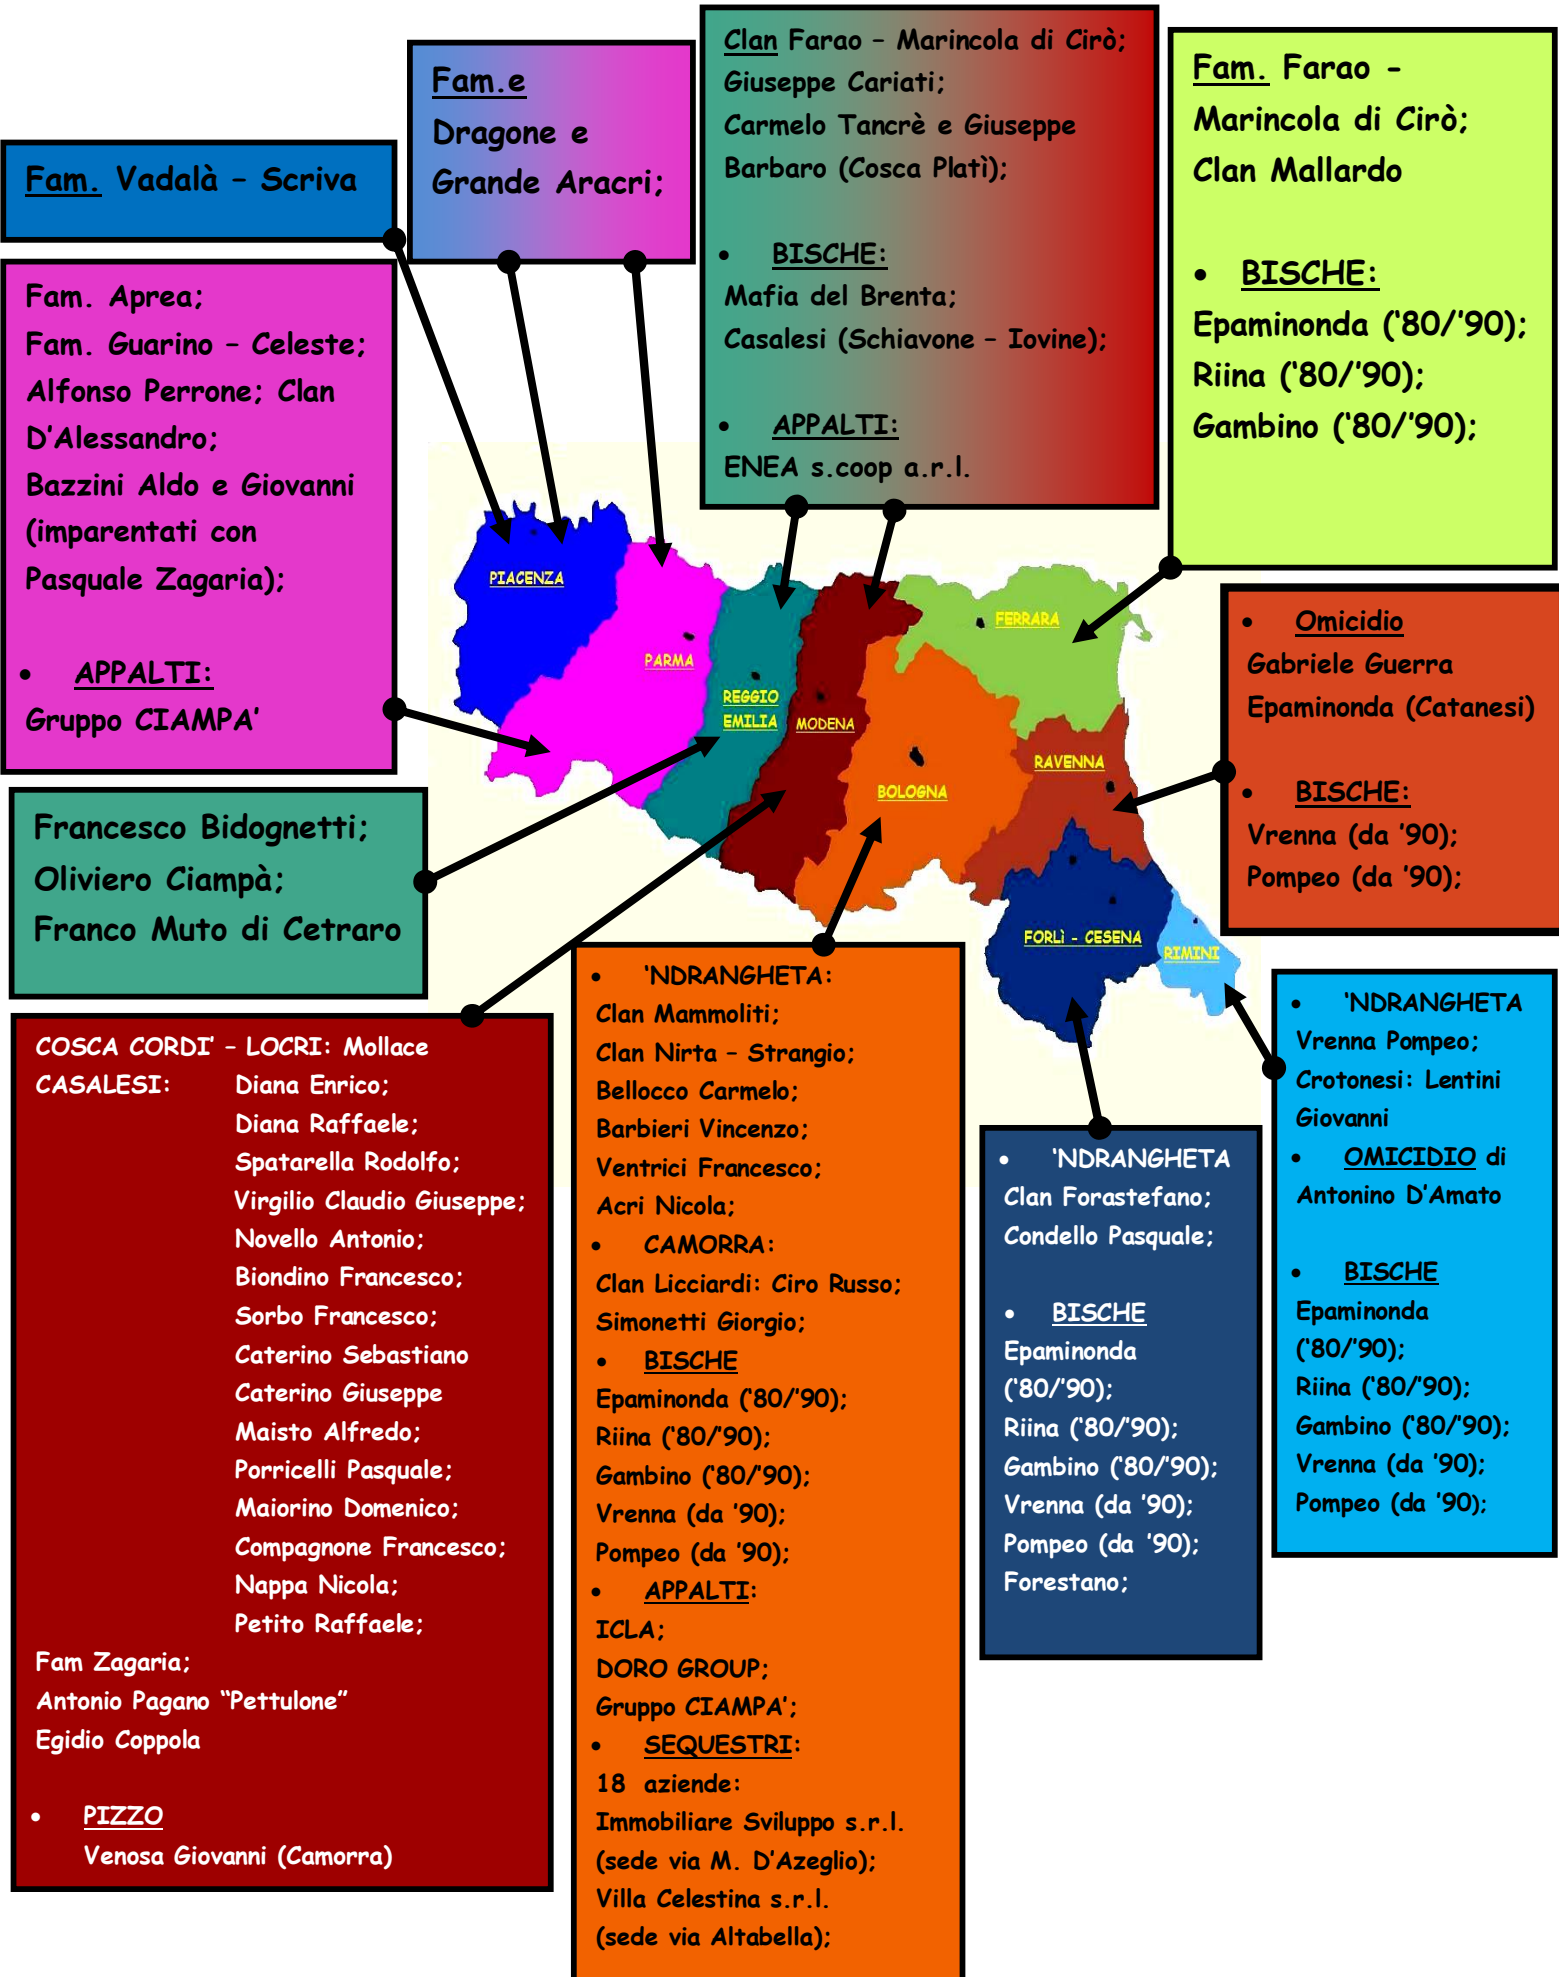 Fam. Vadalà – Scriva
Fam.e
Dragone e
Grande Aracri;
Clan Farao – Marincola di Cirò;
Giuseppe Cariati;
Carmelo Tancrè e Giuseppe
Barbaro (Cosca Platì);
• BISCHE:
Mafia del Brenta;
Casalesi (Schiavone – Iovine);
• APPALTI:
ENEA s.coop a.r.l.
Fam. Farao -
Marincola di Cirò;
Clan Mallardo
• BISCHE:
Epaminonda (‘80/’90);
Riina (‘80/’90);
Gambino (‘80/’90);
Fam. Aprea;
Fam. Guarino – Celeste;
Alfonso Perrone; Clan
D’Alessandro;
Bazzini Aldo e Giovanni
(imparentati con
Pasquale Zagaria);
• APPALTI:
Gruppo CIAMPA’
PIACENZA
PARMA
REGGIO
EMILIA
MODENA
BOLOGNA
FERRARA
RAVENNA
FORLÌ - CESENA
RIMINI
• Omicidio
Gabriele Guerra
Epaminonda (Catanesi)
• BISCHE:
Vrenna (da ’90);
Pompeo (da ’90);
Francesco Bidognetti;
Oliviero Ciampà;
Franco Muto di Cetraro
COSCA CORDI’ – LOCRI: Mollace
CASALESI: Diana Enrico;
Diana Raffaele;
Spatarella Rodolfo;
Virgilio Claudio Giuseppe;
Novello Antonio;
Biondino Francesco;
Sorbo Francesco;
Caterino Sebastiano
Caterino Giuseppe
Maisto Alfredo;
Porricelli Pasquale;
Maiorino Domenico;
Compagnone Francesco;
Nappa Nicola;
Petito Raffaele;
Fam Zagaria;
Antonio Pagano “Pettulone”
Egidio Coppola
• PIZZO
Venosa Giovanni (Camorra)
• ‘NDRANGHETA:
Clan Mammoliti;
Clan Nirta – Strangio;
Bellocco Carmelo;
Barbieri Vincenzo;
Ventrici Francesco;
Acri Nicola;
• CAMORRA:
Clan Licciardi: Ciro Russo;
Simonetti Giorgio;
• BISCHE
Epaminonda (‘80/’90);
Riina (‘80/’90);
Gambino (‘80/’90);
Vrenna (da ’90);
Pompeo (da ’90);
• APPALTI:
ICLA;
DORO GROUP;
Gruppo CIAMPA’;
• SEQUESTRI:
18 aziende:
Immobiliare Sviluppo s.r.l.
(sede via M. D’Azeglio);
Villa Celestina s.r.l.
(sede via Altabella);
• ‘NDRANGHETA
Clan Forastefano;
Condello Pasquale;
• BISCHE
Epaminonda
(‘80/’90);
Riina (‘80/’90);
Gambino (‘80/’90);
Vrenna (da ’90);
Pompeo (da ’90);
Forestano;
• ‘NDRANGHETA
Vrenna Pompeo;
Crotonesi: Lentini
Giovanni
• OMICIDIO di
Antonino D’Amato
• BISCHE
Epaminonda
(‘80/’90);
Riina (‘80/’90);
Gambino (‘80/’90);
Vrenna (da ’90);
Pompeo (da ’90);